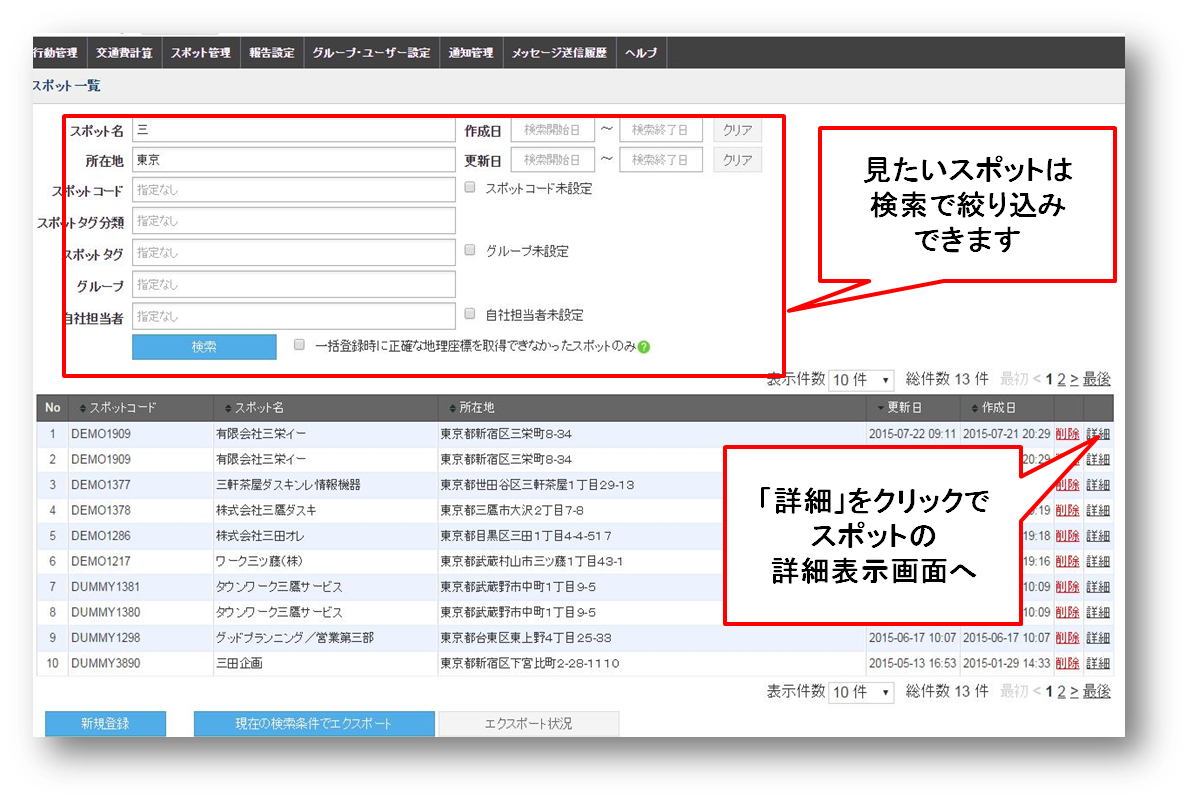 行動管理 交通費計算 スポット管理 報告設定 グループ・ユーザー設定 通知管理 メッセージ送信履歴 ヘルプ
スポット一覧
スポット名 三 作成日 検索開始日 ～ 検索終了日 クリア
所在地 東京 更新日 検索開始日 ～ 検索終了日 クリア
スポットコード 指定なし スポットコード未設定
スポットタグ分類 指定なし
スポットタグ 指定なし グループ未設定
グループ 指定なし
自社担当者 指定なし 自社担当者未設定
検索 一括登録時に正確な地理座標を取得できなかったスポットのみ ?
見たいスポットは
検索で絞り込み
できます
表示件数 10 件 総件数 13 件 最初 < 1 2 > 最後
No スポットコード スポット名 所在地 更新日 作成日
1 DEMO1909 有限会社三栄イー 東京都新宿区三栄町8-34 2015-07-22 09:11 2015-07-21 20:29 削除 詳細
2 DEMO1909 有限会社三栄イー 東京都新宿区三栄町8-34 20:29 削除 詳細
3 DEMO1377 三軒茶屋ダスキンレ情報機器 東京都世田谷区三軒茶屋1丁目29-13 削除 詳細
4 DEMO1378 株式会社三鷹ダスキ 東京都三鷹市大沢2丁目7-8 :19 削除 詳細
5 DEMO1286 株式会社三田オレ 東京都目黒区三田1丁目4-4-517 19:18 削除 詳細
6 DEMO1217 ワーク三ツ藤(株) 東京都武蔵村山市三ツ藤1丁目43-1 19:16 削除 詳細
7 DUMMY1381 タウンワーク三鷹サービス 東京都武蔵野市中町1丁目9-5 10:09 削除 詳細
8 DUMMY1380 タウンワーク三鷹サービス 東京都武蔵野市中町1丁目9-5 10:09 削除 詳細
9 DUMMY1298 グッドプランニング／営業第三部 東京都台東区東上野4丁目25-33 2015-06-17 10:07 2015-06-17 10:07 削除 詳細
10 DUMMY3890 三田企画 東京都新宿区下宮比町2-28-1110 2015-05-13 16:53 2015-01-29 14:33 削除 詳細
「詳細」をクリックで
スポットの
詳細表示画面へ
表示件数 10 件 総件数 13 件 最初 < 1 2 > 最後
新規登録 現在の検索条件でエクスポート エクスポート状況